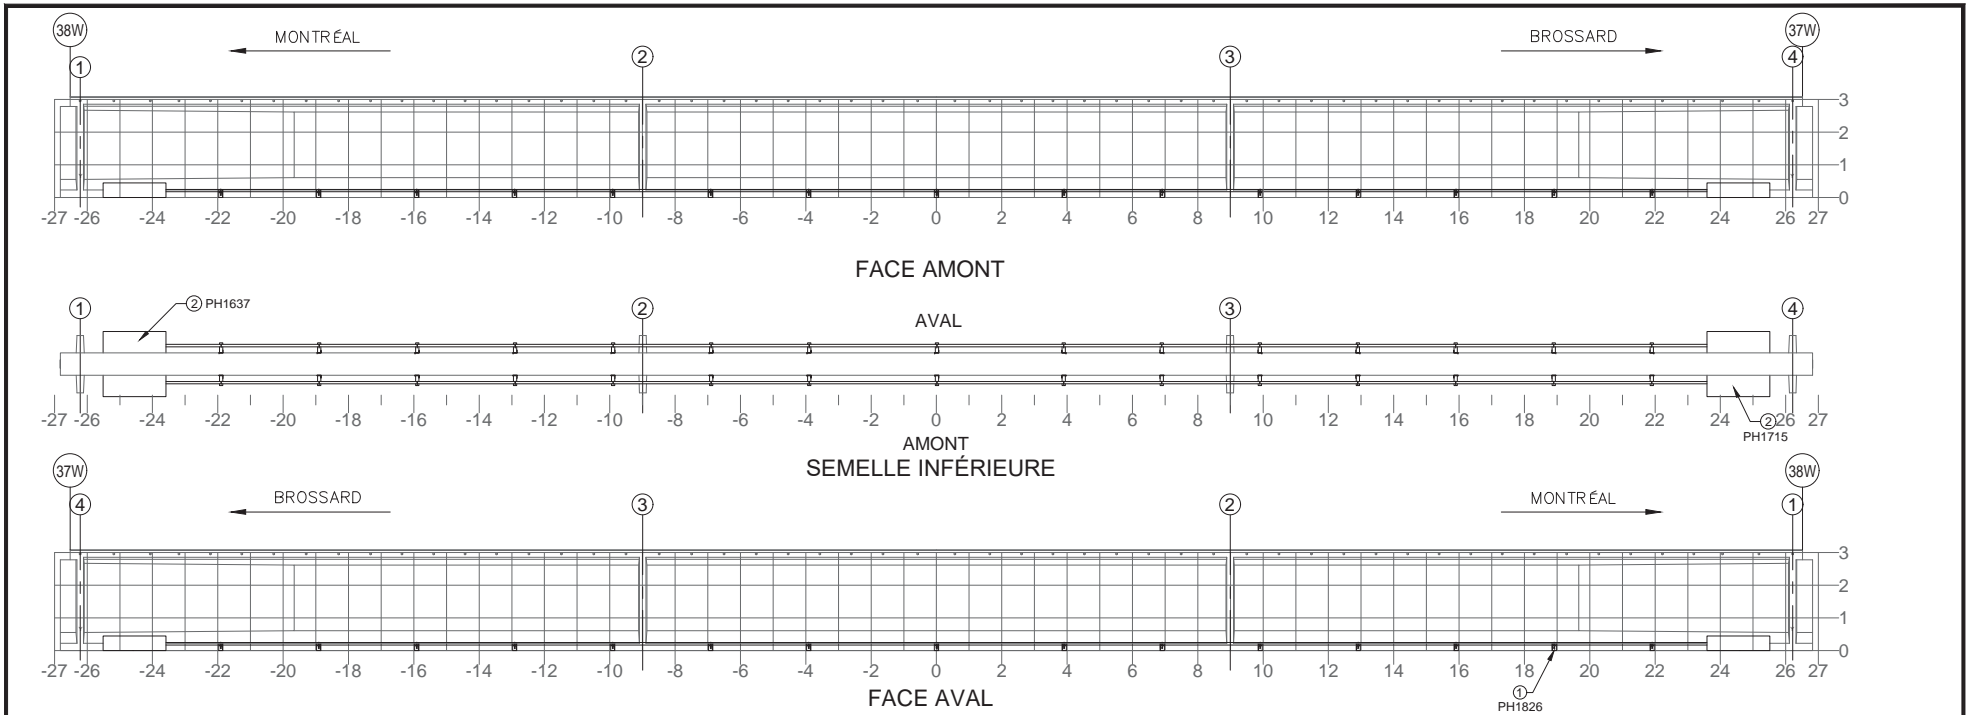 38W MONTRÉAL BROSSARD 37W
1 2 3 4
3
2
1
0
-27 -26 -24 -22 -20 -18 -16 -14 -12 -10 -8 -6 -4 -2 0 2 4 6 8 10 12 14 16 18 20 22 24 26 27
FACE AMONT
1 2 PH1637 2 3 4
AVAL
-27 -26 -24 -22 -20 -18 -16 -14 -12 -10 -8 -6 -4 -2 0 2 4 6 8 10 12 14 16 18 20 22 24 2 26 27
PH1715
AMONT
SEMELLE INFÉRIEURE
37W BROSSARD MONTRÉAL 38W
4 3 2 1
3
2
1
0
-27 -26 -24 -22 -20 -18 -16 -14 -12 -10 -8 -6 -4 -2 0 2 4 6 8 10 12 14 16 18 20 22 24 26 27
FACE AVAL
1
PH1826